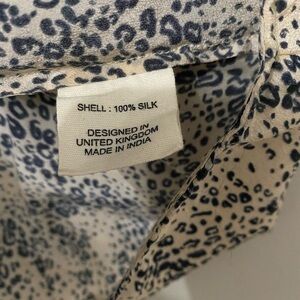 SHELL : 100% SILK
DESIGNED IN
UNITED KINGDOM
MADE IN INDIA